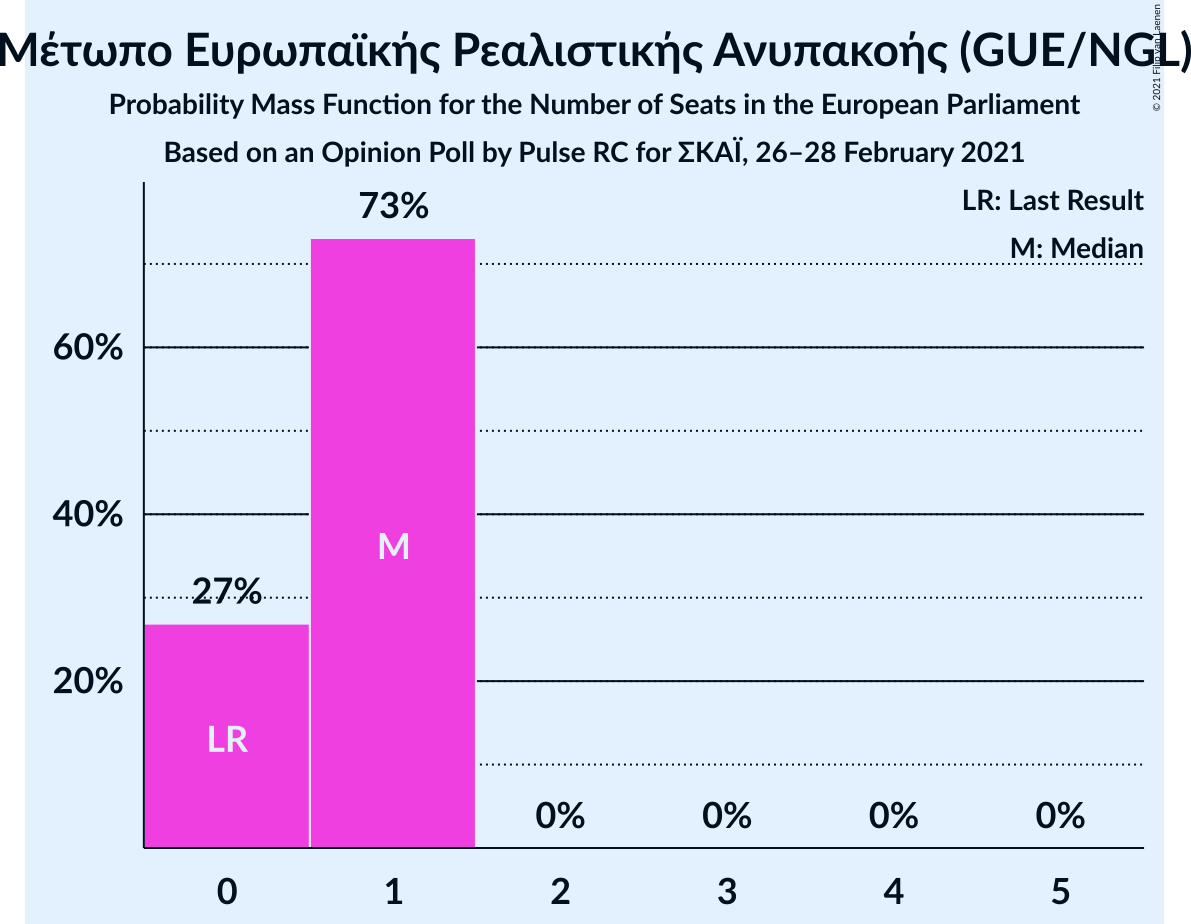 Μέτωπο Ευρωπαϊκής Ρεαλιστικής Ανυπακοής (GUE/NGL)
Probability Mass Function for the Number of Seats in the European Parliament
Based on an Opinion Poll by Pulse RC for ΣΚΑΪ, 26–28 February 2021
© 2021 Filip van Laenen
LR: Last Result
M: Median
73%
60%
40%
20%
27%
M
LR
0% 0% 0% 0%
0 1 2 3 4 5